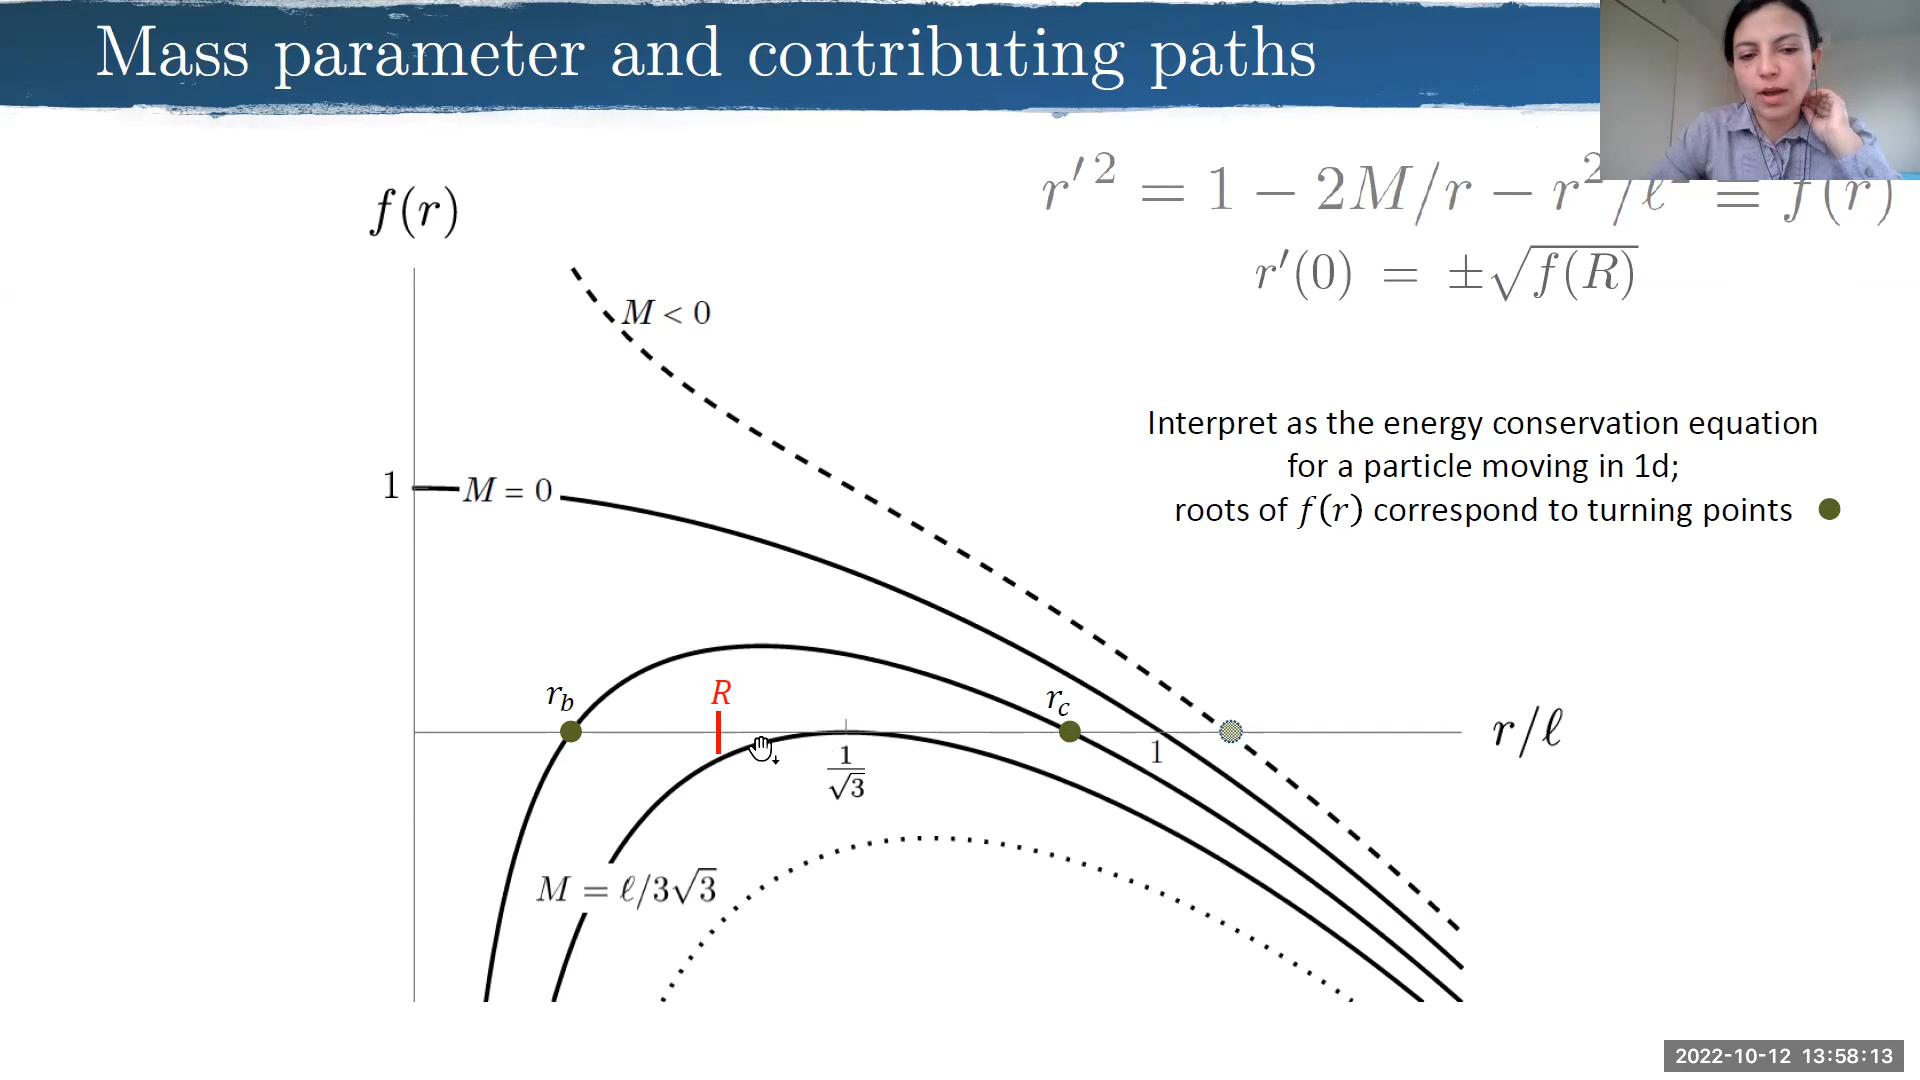 Mass parameter and contributing paths
r′² = 1 − 2M/r − r²/ℓ² ≡ f(r)
r′(0) = ±√f(R)
f(r)
M < 0
Interpret as the energy conservation equation
for a particle moving in 1d;
roots of f(r) correspond to turning points
1
M = 0
r_b
R
r_c
r/ℓ
1/√3
1
M = ℓ/3√3
2022-10-12 13:58:13